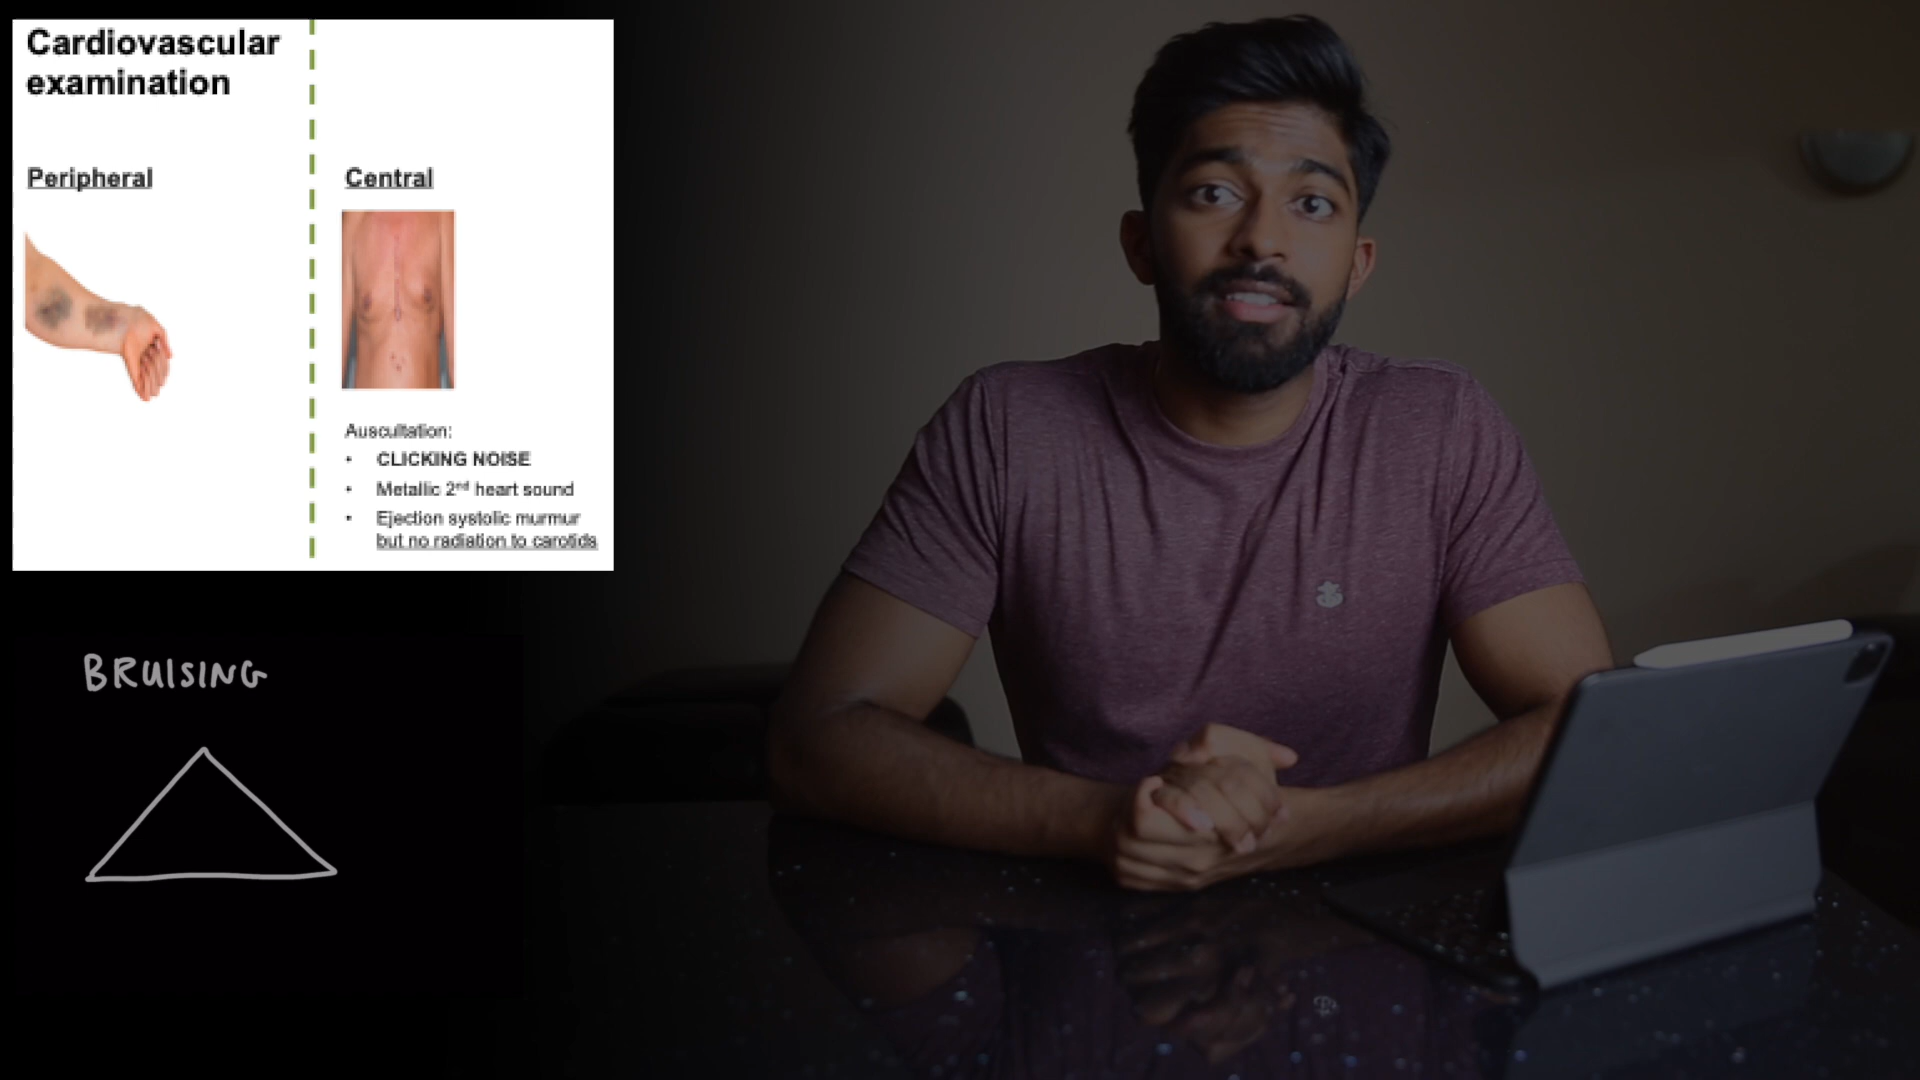 Cardiovascular
examination
Peripheral
Central
Auscultation:
• CLICKING NOISE
• Metallic 2nd heart sound
• Ejection systolic murmur
but no radiation to carotids
BRUISING